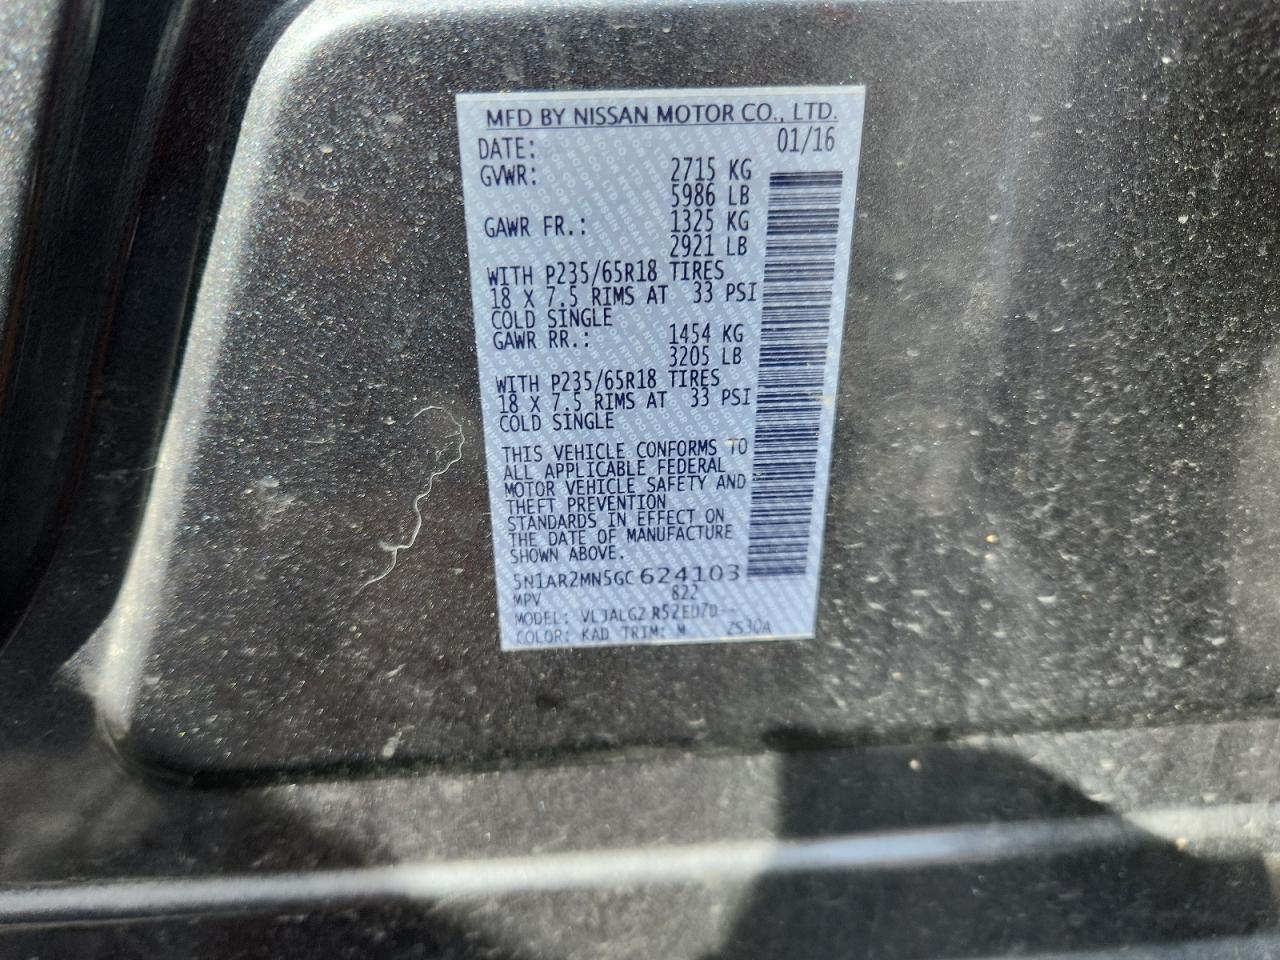 MFD BY NISSAN MOTOR CO., LTD.
DATE: 01/16
GVWR: 2715 KG
5986 LB
GAWR FR.: 1325 KG
2921 LB
WITH P235/65R18 TIRES
18 X 7.5 RIMS AT 33 PSI
COLD SINGLE
GAWR RR.: 1454 KG
3205 LB
WITH P235/65R18 TIRES
18 X 7.5 RIMS AT 33 PSI
COLD SINGLE
THIS VEHICLE CONFORMS TO
ALL APPLICABLE FEDERAL
MOTOR VEHICLE SAFETY AND
THEFT PREVENTION
STANDARDS IN EFFECT ON
THE DATE OF MANUFACTURE
SHOWN ABOVE.
5N1AR2MN5GC624103
MPV 822
MODEL:
COLOR: KAD TRIM: M